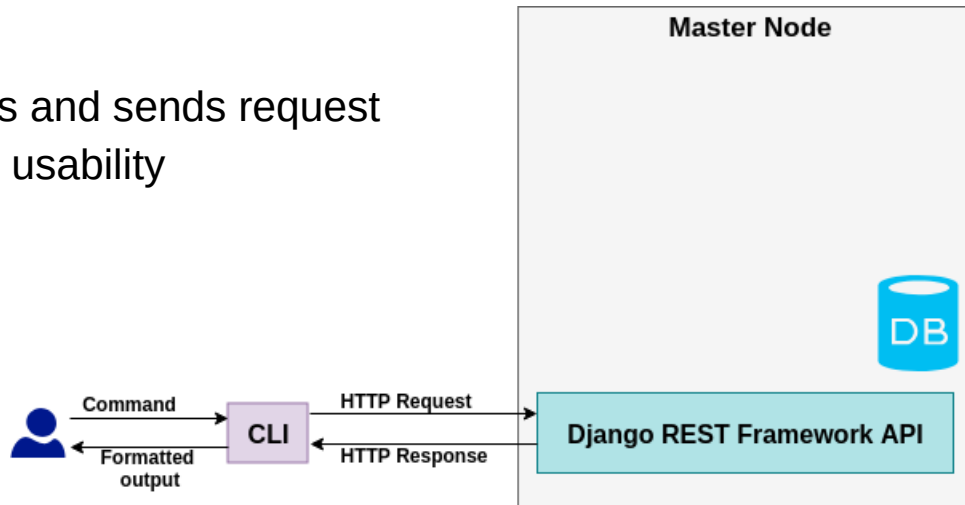 Master Node
s and sends request
usability
DB
Command
HTTP Request
CLI
Django REST Framework API
Formatted
output
HTTP Response